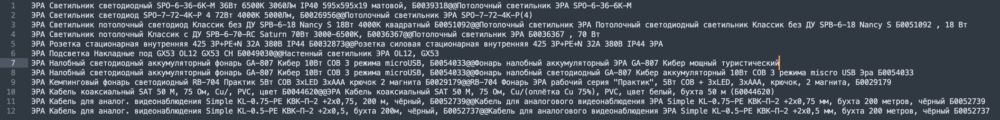 1 ЭРА Светильник светодиодный SPO-6-36-6K-M 36Вт 6500K 3060Лм IP40 595x595x19 матовой, Б0039318@@Потолочный светильник ЭРА SPO-6-36-6K-M
2 ЭРА Светильник светодиод SPO-7-72-4K-P 4 72Вт 4000K 5000Лм, Б0026956@@Потолочный светильник ЭРА SPO-7-72-4K-P(4)
3 ЭРА Светильник потолочный светодиод Классик без ДУ SPB-6-18 Nancy S 18Вт 4000K квадратный Б0051092@@Потолочный светильник ЭРА Потолочный светодиодный светильник Классик без ДУ SPB-6-18 Nancy S Б0051092 , 18 Вт
4 ЭРА Светильник потолочный Классик с ДУ SPB-6-70-RC Saturn 70Вт 3000-6500K, Б0036367@@Потолочный светильник ЭРА Б0036367 , 70 Вт
5 ЭРА Розетка стационарная внутренняя 425 3P+PE+N 32A 380B IP44 Б0032873@@Розетка силовая стационарная внутренняя 425 3P+PE+N 32A 380B IP44 ЭРА
6 ЭРА Подсветка Накладные под GX53 OL12 GX53 CH Б0049030@@Настенный светильник ЭРА OL12, GX53
7 ЭРА Налобный светодиодный аккумуляторный фонарь GA-807 Кибер 10Вт COB 3 режима microUSB, Б0054033@@Фонарь налобный аккумуляторный ЭРА GA-807 Кибер мощный туристический
8 ЭРА Налобный светодиодный аккумуляторный фонарь GA-807 Кибер 10Вт COB 3 режима microUSB, Б0054033@@Фонарь налобный светодиодный GA-807 Кибер аккумуляторный 10Вт COB 3 режима miscro USB Эра Б0054033
9 ЭРА Кемпинговый фонарь светодиодный RB-704 Практик 5Вт COB 3xLED 3xAAA крючок 2 магнита Б0029179@@RB-704 Фонарь ЭРА рабочий серия "Практик", 5Вт COB + 3xLED, 3xAAA, крючок, 2 магнита, Б0029179
10 ЭРА Кабель коаксиальный SAT 50 М, 75 Ом, Cu/, PVC, цвет Б0044620@@ЭРА Кабель коаксиальный SAT 50 М, 75 Ом, Cu/(оплётка Cu 75%), PVC, цвет белый, бухта 50 м (Б0044620)
11 ЭРА Кабель для аналог. видеонаблюдения Simple KL-0.75-PE КВК-П-2 +2x0,75, 200 м, чёрный, Б0052739@@Кабель для аналогового видеонаблюдения ЭРА Simple KL-0.75-PE КВК-П-2 +2x0,75 мм, бухта 200 метров, чёрный Б0052739
12 ЭРА Кабель для аналог. видеонаблюдения Simple KL-0.5-PE КВК-П-2 +2x0,5, бухта 200м, чёрный, Б0052737@@Кабель для аналогового видеонаблюдения ЭРА Simple KL-0.5-PE КВК-П-2 +2x0,5 мм, бухта 200 метров, чёрный Б0052737